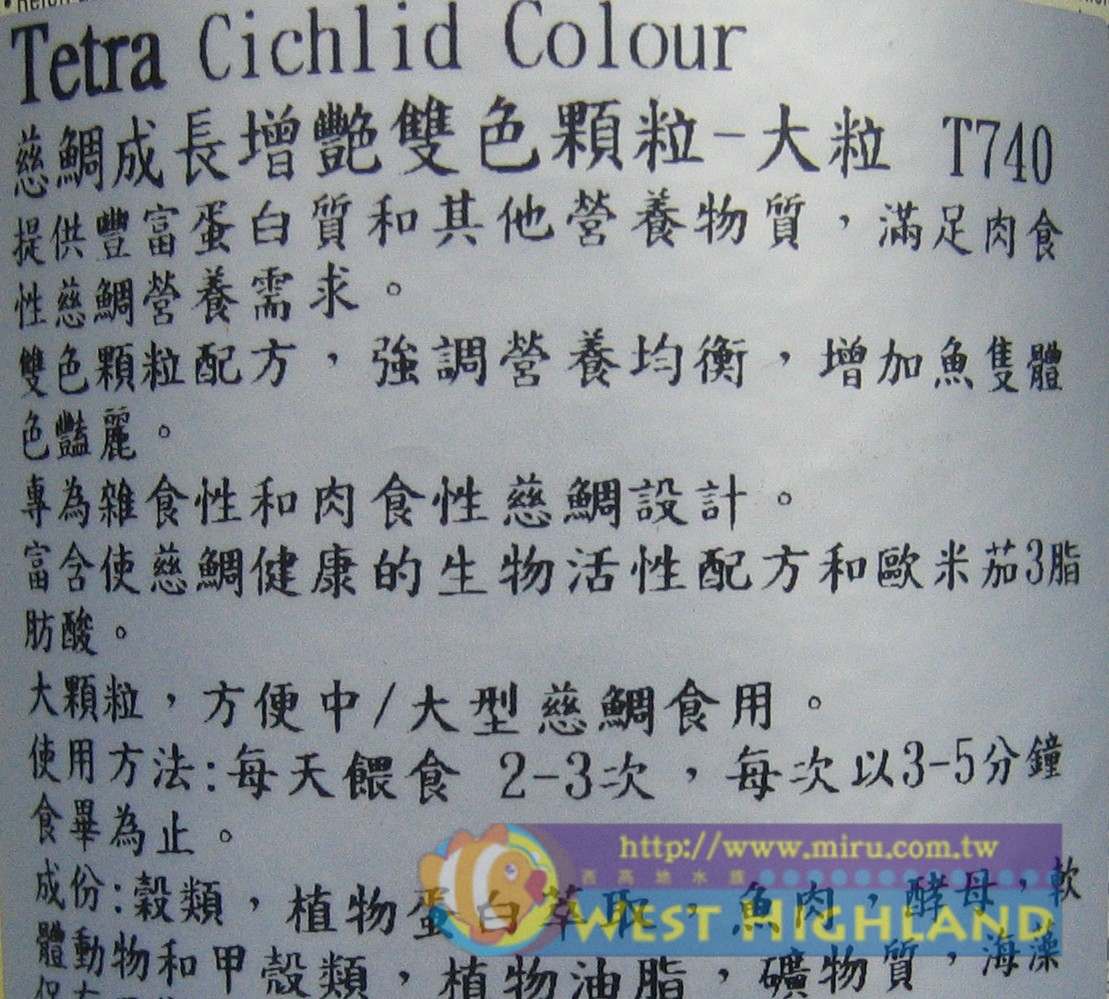 Tetra Cichlid Colour
慈鯛成長增艷雙色顆粒-大粒 T740
提供豐富蛋白質和其他營養物質，滿足肉食
性慈鯛營養需求。
雙色顆粒配方，強調營養均衡，增加魚隻體
色豔麗。
專為雜食性和肉食性慈鯛設計。
富含使慈鯛健康的生物活性配方和歐米茄3脂
肪酸。
大顆粒，方便中/大型慈鯛食用。
使用方法:每天餵食 2-3次，每次以3-5分鐘
食畢為止。
http://www.miru.com.tw
西高地水族
成份:穀類，植物蛋白萃取，魚肉，酵母，軟
WEST HIGHLAND
體動物和甲殼類，植物油脂，礦物質，海藻